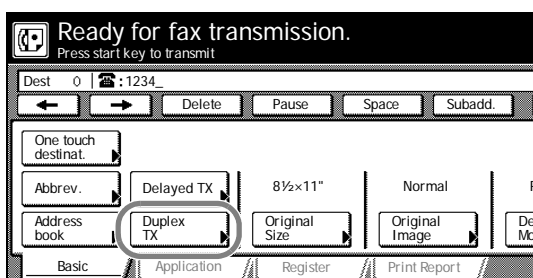 Ready for fax transmission.
Press start key to transmit
Dest 0 ☎:1234_
← → Delete Pause Space Subadd.
One touch
destinat.
Abbrev. Delayed TX 8½×11" Normal
Address
book
Duplex
TX
Original
Size
Original
Image
Basic Application Register Print Report